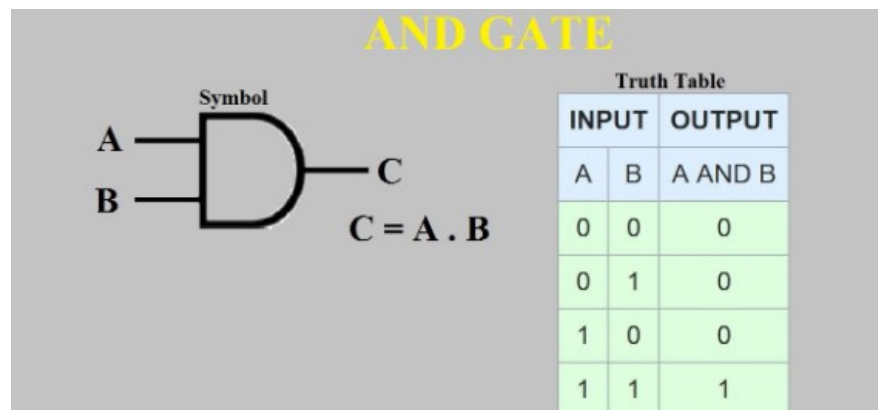 AND GATE
Symbol
A
B
C
C = A . B
Truth Table
INPUT OUTPUT
A B A AND B
0 0 0
0 1 0
1 0 0
1 1 1